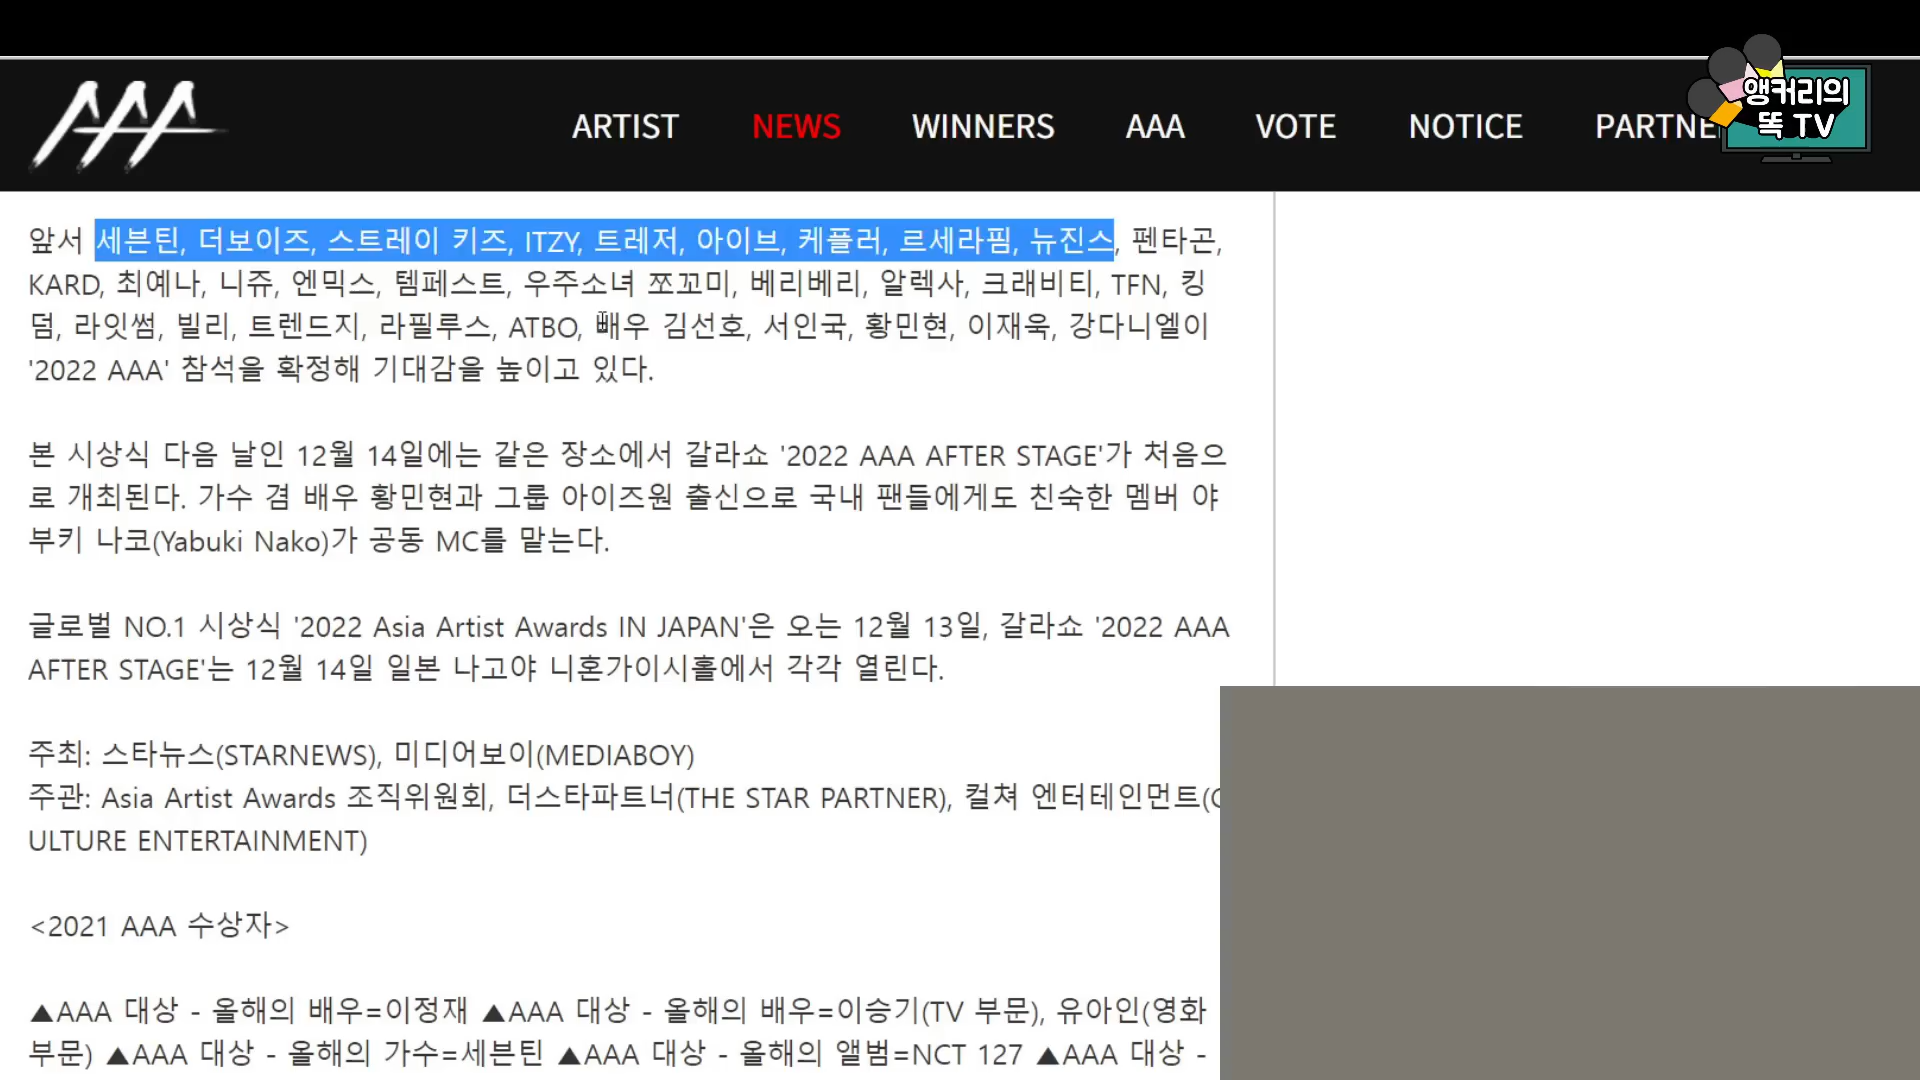 AAA
ARTIST NEWS WINNERS AAA VOTE NOTICE PARTNE
앵커리의
똑 TV
앞서 세븐틴, 더보이즈, 스트레이 키즈, ITZY, 트레저, 아이브, 케플러, 르세라핌, 뉴진스, 펜타곤,
KARD, 최예나, 니쥬, 엔믹스, 템페스트, 우주소녀 쪼꼬미, 베리베리, 알렉사, 크래비티, TFN, 킹
덤, 라잇썸, 빌리, 트렌드지, 라필루스, ATBO, 배우 김선호, 서인국, 황민현, 이재욱, 강다니엘이
'2022 AAA' 참석을 확정해 기대감을 높이고 있다.
본 시상식 다음 날인 12월 14일에는 같은 장소에서 갈라쇼 '2022 AAA AFTER STAGE'가 처음으
로 개최된다. 가수 겸 배우 황민현과 그룹 아이즈원 출신으로 국내 팬들에게도 친숙한 멤버 야
부키 나코(Yabuki Nako)가 공동 MC를 맡는다.
글로벌 NO.1 시상식 '2022 Asia Artist Awards IN JAPAN'은 오는 12월 13일, 갈라쇼 '2022 AAA
AFTER STAGE'는 12월 14일 일본 나고야 니혼가이시홀에서 각각 열린다.
주최: 스타뉴스(STARNEWS), 미디어보이(MEDIABOY)
주관: Asia Artist Awards 조직위원회, 더스타파트너(THE STAR PARTNER), 컬쳐 엔터테인먼트(C
ULTURE ENTERTAINMENT)
<2021 AAA 수상자>
▲AAA 대상 - 올해의 배우=이정재 ▲AAA 대상 - 올해의 배우=이승기(TV 부문), 유아인(영화
부문) ▲AAA 대상 - 올해의 가수=세븐틴 ▲AAA 대상 - 올해의 앨범=NCT 127 ▲AAA 대상 -